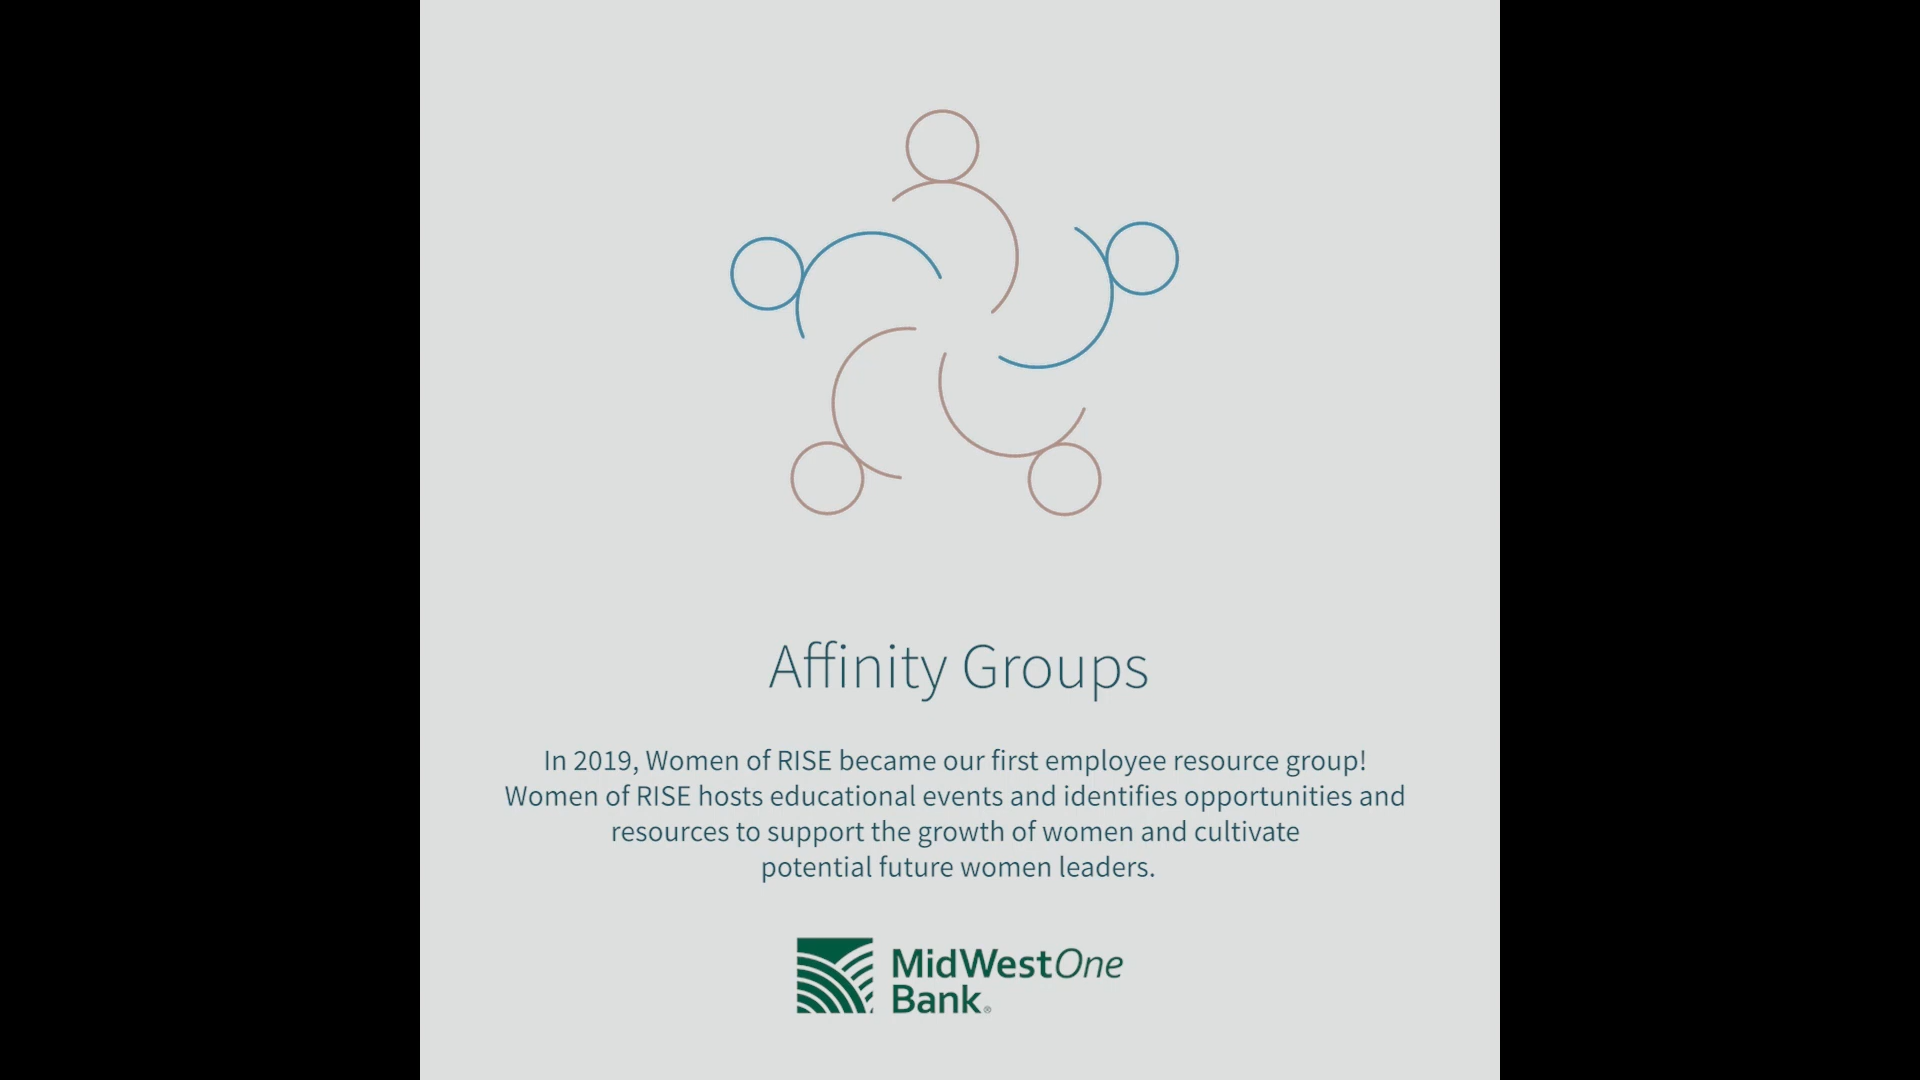 Affinity Groups
In 2019, Women of RISE became our first employee resource group!
Women of RISE hosts educational events and identifies opportunities and
resources to support the growth of women and cultivate
potential future women leaders.
MidWestOne
Bank®